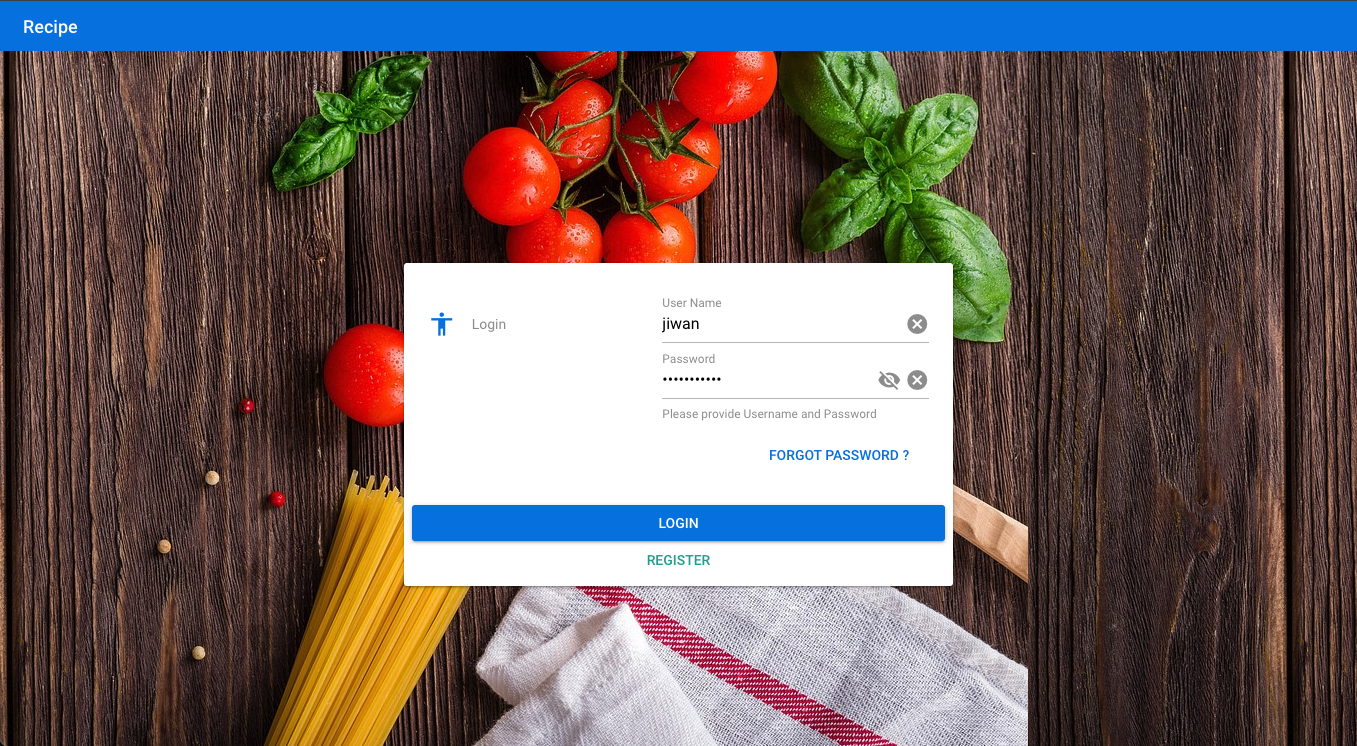 Recipe
Login
User Name
jiwan
Password
•••••••••••
Please provide Username and Password
FORGOT PASSWORD ?
LOGIN
REGISTER